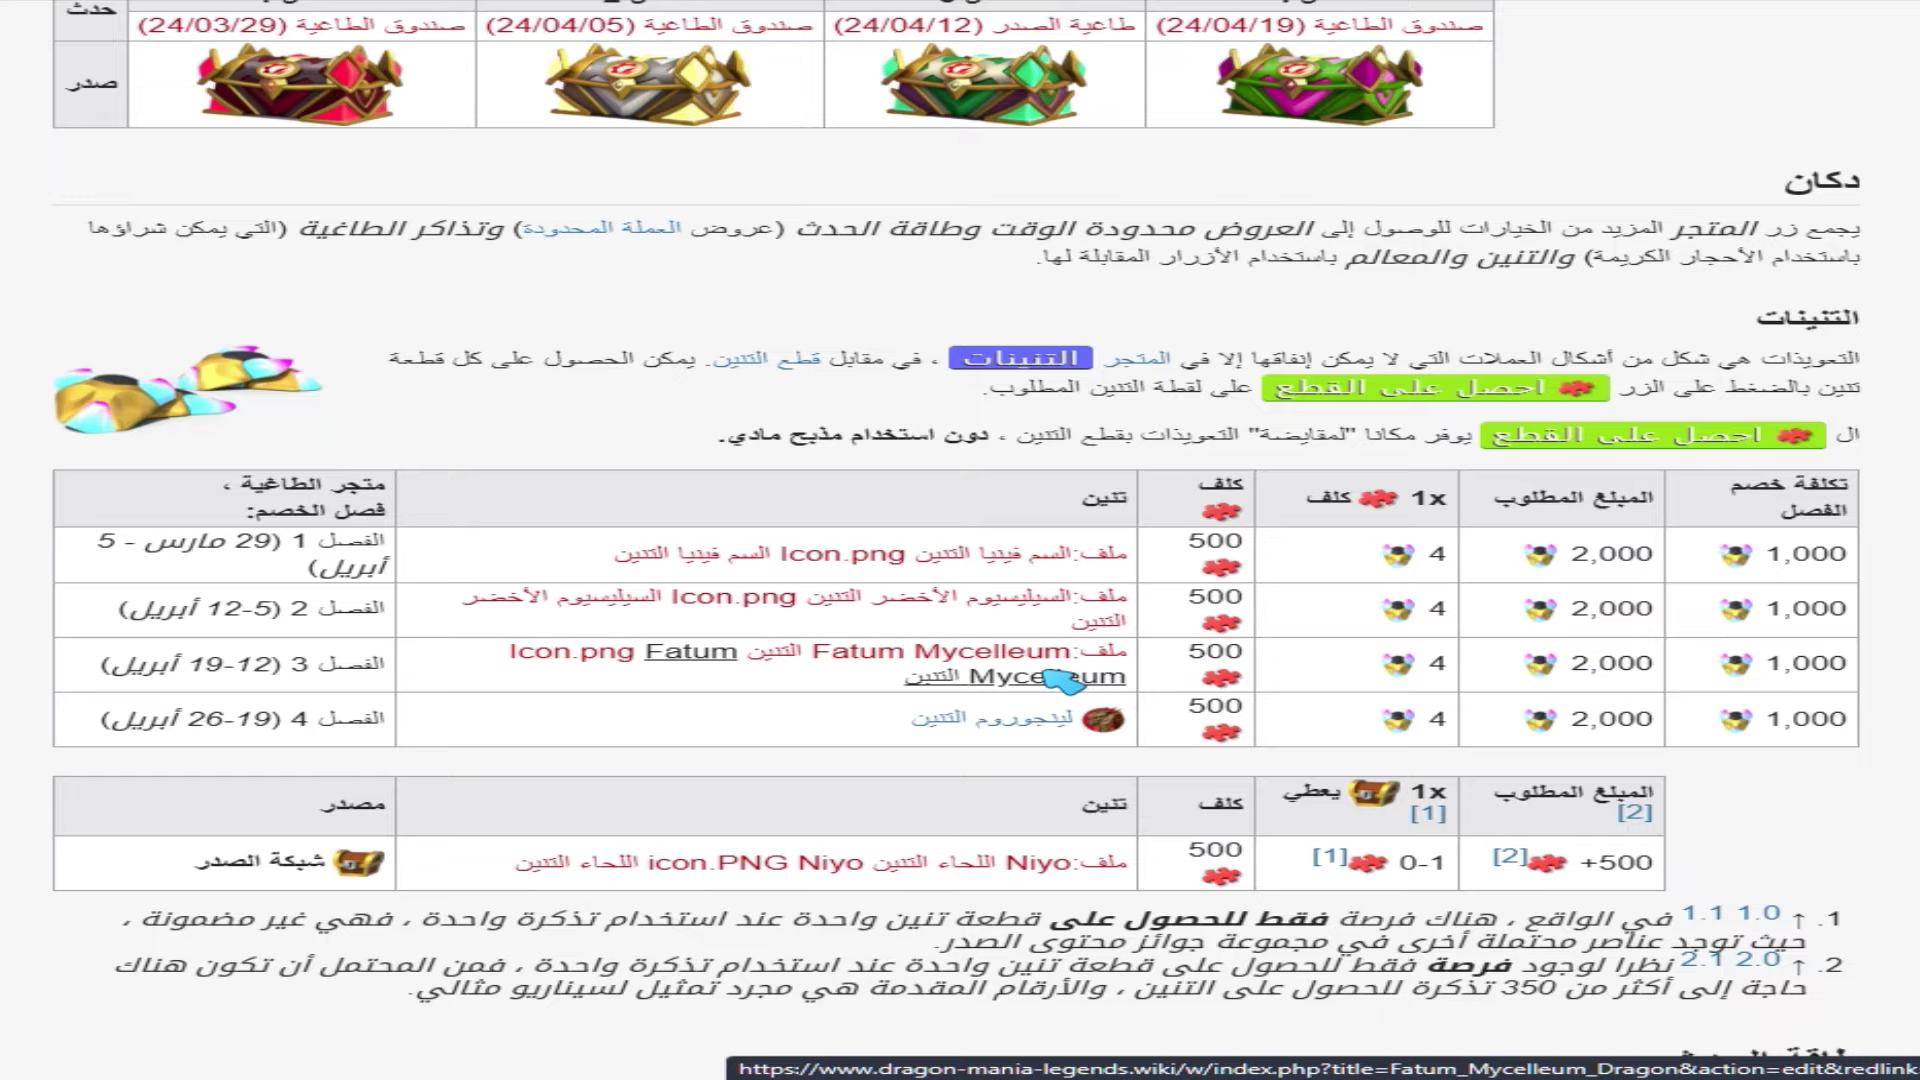 حدث
صندوق الطاغية (24/03/29)
صندوق الطاغية (24/04/05)
طاغية الصدر (24/04/12)
صندوق الطاغية (24/04/19)
صدر
دكان
يجمع زر المتجر المزيد من الخيارات للوصول إلى العروض محدودة الوقت وطاقة الحدث (عروض العملة المحدودة) وتذاكر الطاغية (التي يمكن شراؤها
باستخدام الأحجار الكريمة) والتنين والمعالم باستخدام الأزرار المقابلة لها.
التنينات
التعويذات هي شكل من أشكال العملات التي لا يمكن إنفاقها إلا في المتجر التنينات ، في مقابل قطع التنين. يمكن الحصول على كل قطعة
تنين بالضغط على الزر احصل على القطع على لقطة التنين المطلوب.
ال احصل على القطع يوفر مكانا "لمقايضة" التعويذات بقطع التنين ، دون استخدام مذبح مادي.
متجر الطاغية ،
فصل الخصم:
تنين
كلف
1x كلف
المبلغ المطلوب
تكلفة خصم
الفصل
الفصل 1 (29 مارس - 5
أبريل)
ملف:السم فينيا التنين Icon.png السم فينيا التنين
500
4
2,000
1,000
الفصل 2 (5-12 أبريل)
ملف:السيليسيوم الأخضر التنين Icon.png السيليسيوم الأخضر
التنين
500
4
2,000
1,000
الفصل 3 (12-19 أبريل)
ملف:Fatum Mycelleum التنين Icon.png Fatum
Mycelleum التنين
500
4
2,000
1,000
الفصل 4 (19-26 أبريل)
لينجوروم التنين
500
4
2,000
1,000
مصدر
تنين
كلف
1x يعطي
[1]
المبلغ المطلوب
[2]
شبكة الصدر
ملف:Niyo اللحاء التنين icon.PNG Niyo اللحاء التنين
500
0-1 [1]
500+ [2]
1. ↑ 1.0 1.1 في الواقع ، هناك فرصة فقط للحصول على قطعة تنين واحدة عند استخدام تذكرة واحدة ، فهي غير مضمونة ،
حيث توجد عناصر محتملة أخرى في مجموعة جوائز محتوى الصدر.
2. ↑ 2.0 2.1 نظرا لوجود فرصة فقط للحصول على قطعة تنين واحدة عند استخدام تذكرة واحدة ، فمن المحتمل أن تكون هناك
حاجة إلى أكثر من 350 تذكرة للحصول على التنين ، والأرقام المقدمة هي مجرد تمثيل لسيناريو مثالي.
https://www.dragon-mania-legends.wiki/w/index.php?title=Fatum_Mycelleum_Dragon&action=edit&redlink